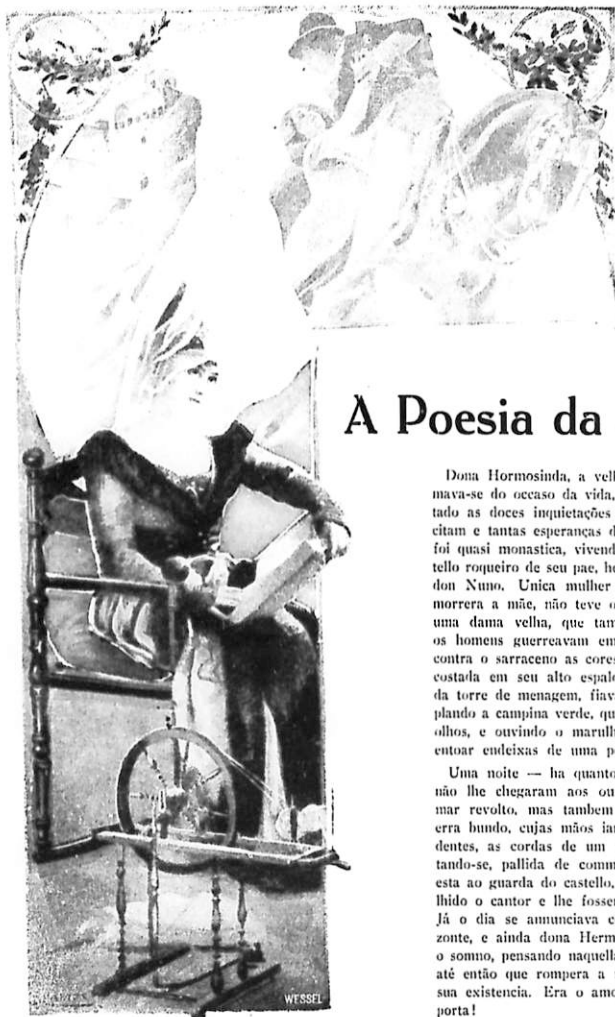 A Poesia da
Dona Hormosinda, a vell
mava-se do occaso da vida,
tado as doces inquietações
citam e tantas esperanças d
foi quasi monastica, vivend
tello roqueiro de seu pae, he
don Nuno. Unica mulher
morrera a mãe, não teve
uma dama velha, que tam
os homens guerreavam em
contra o sarraceno as cores
costada em seu alto espald
da torre de menagem, fiav
plando a campina verde, qu
olhos, e ouvindo o marulh
entoar endeixas de uma p
Uma noite — ha quanto
não lhe chegaram aos ou
mar revolto, mas tambem
erra bundo, cujas mãos ian
dentes, as cordas de um
tando-se, pallida de comm
esta ao guarda do castello,
lhido o cantor e lhe fossen
Já o dia se annunciava c
zonte, e ainda dona Herm
o somno, pensando naquella
até então que rompera a
sua existencia. Era o amo
porta!
WESSEL